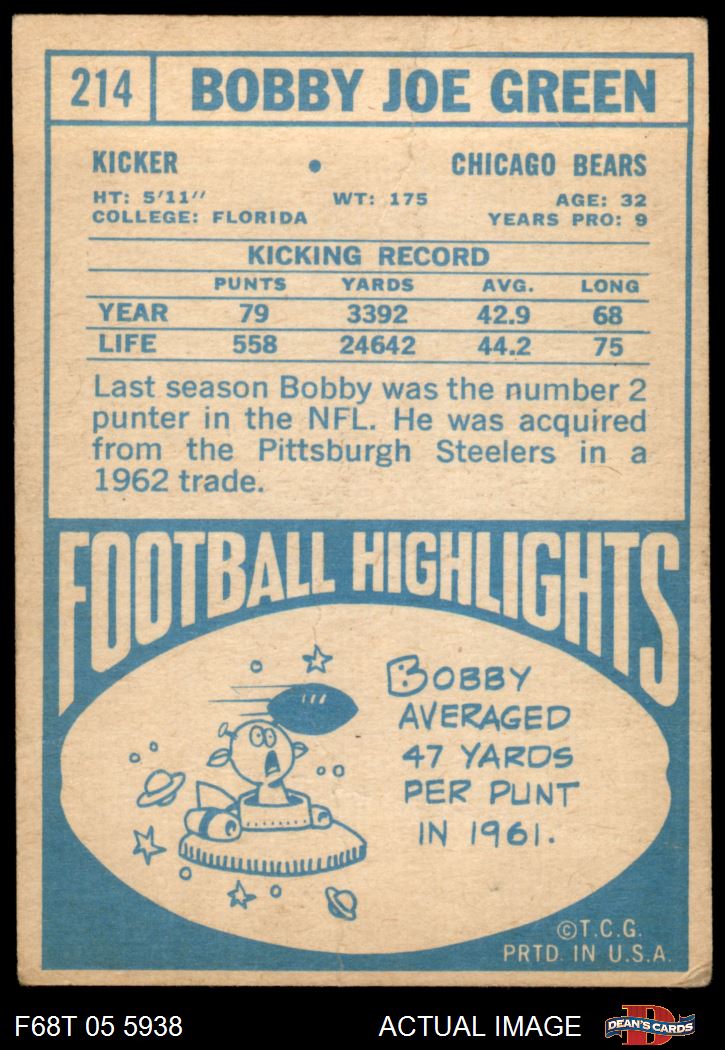 214 BOBBY JOE GREEN
KICKER • CHICAGO BEARS
HT: 5'11" WT: 175 AGE: 32
COLLEGE: FLORIDA YEARS PRO: 9
KICKING RECORD
PUNTS YARDS AVG. LONG
YEAR 79 3392 42.9 68
LIFE 558 24642 44.2 75
Last season Bobby was the number 2
punter in the NFL. He was acquired
from the Pittsburgh Steelers in a
1962 trade.
FOOTBALL HIGHLIGHTS
BOBBY
AVERAGED
47 YARDS
PER PUNT
IN 1961.
©T.C.G.
PRTD. IN U.S.A.
F68T 05 5938 ACTUAL IMAGE
DEAN'S CARDS